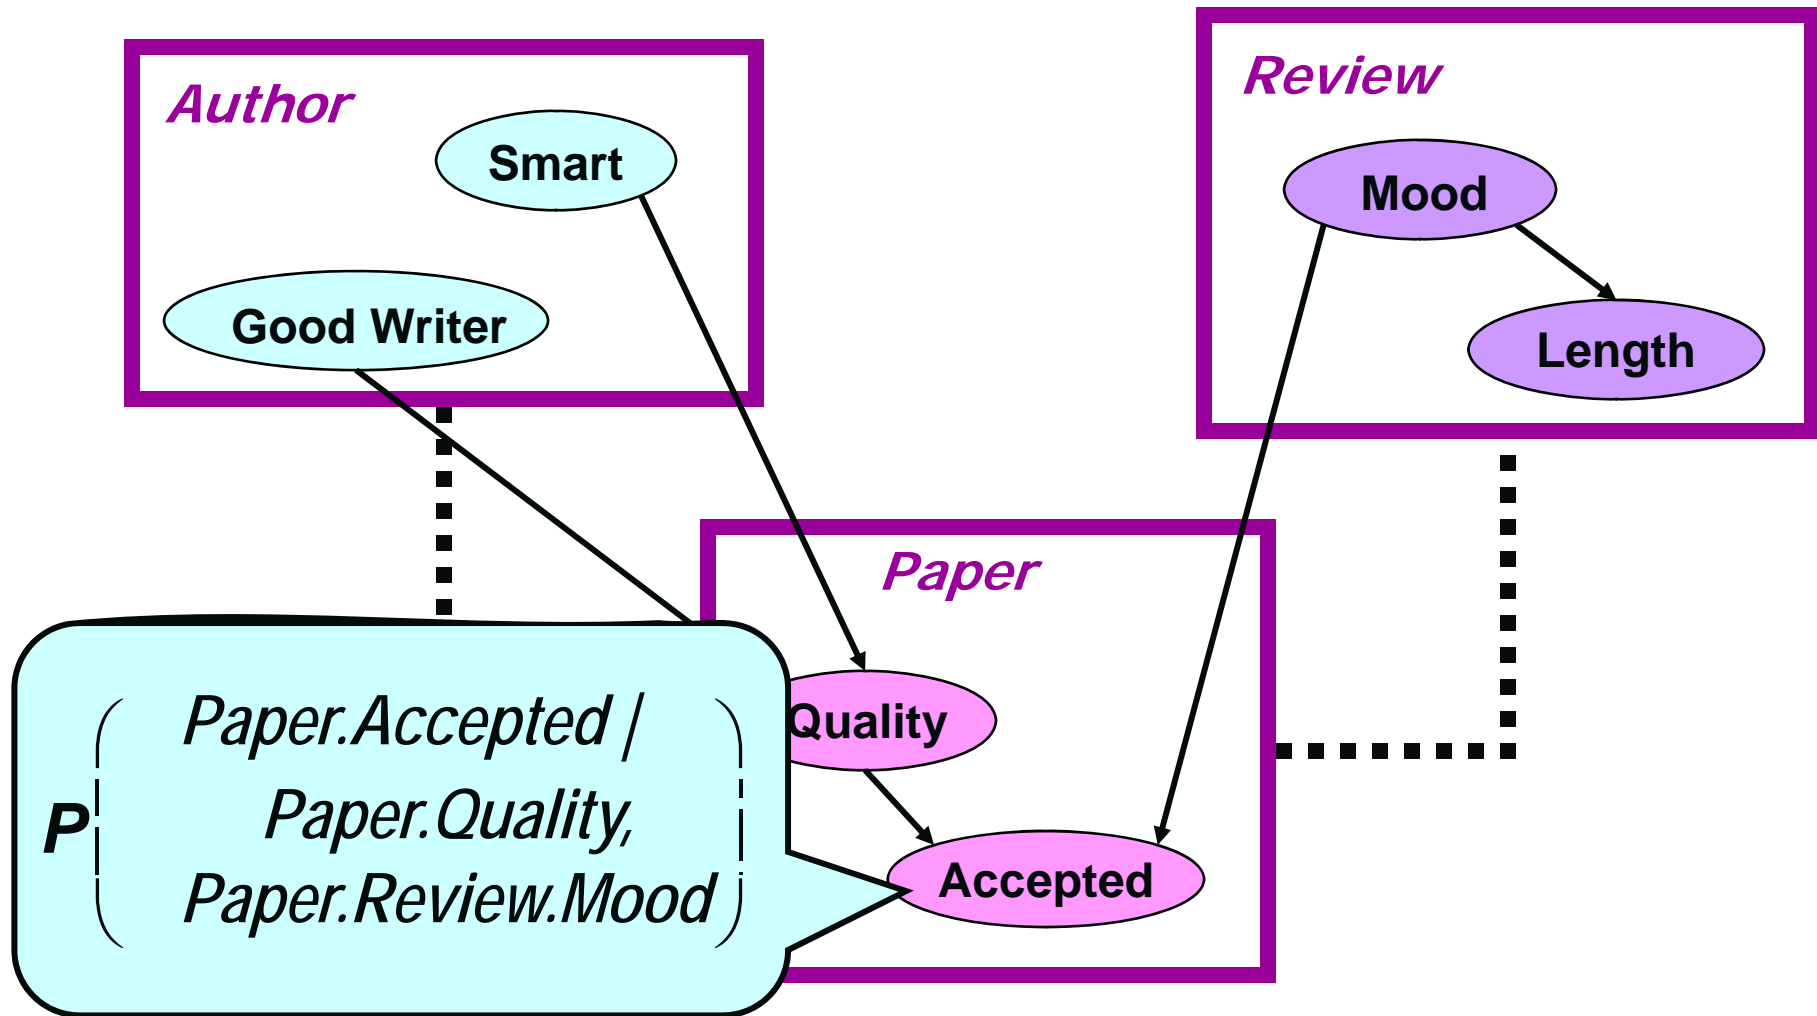 Author
Smart
Good Writer
Review
Mood
Length
Paper
Quality
Accepted
P
Paper.Accepted |
Paper.Quality,
Paper.Review.Mood